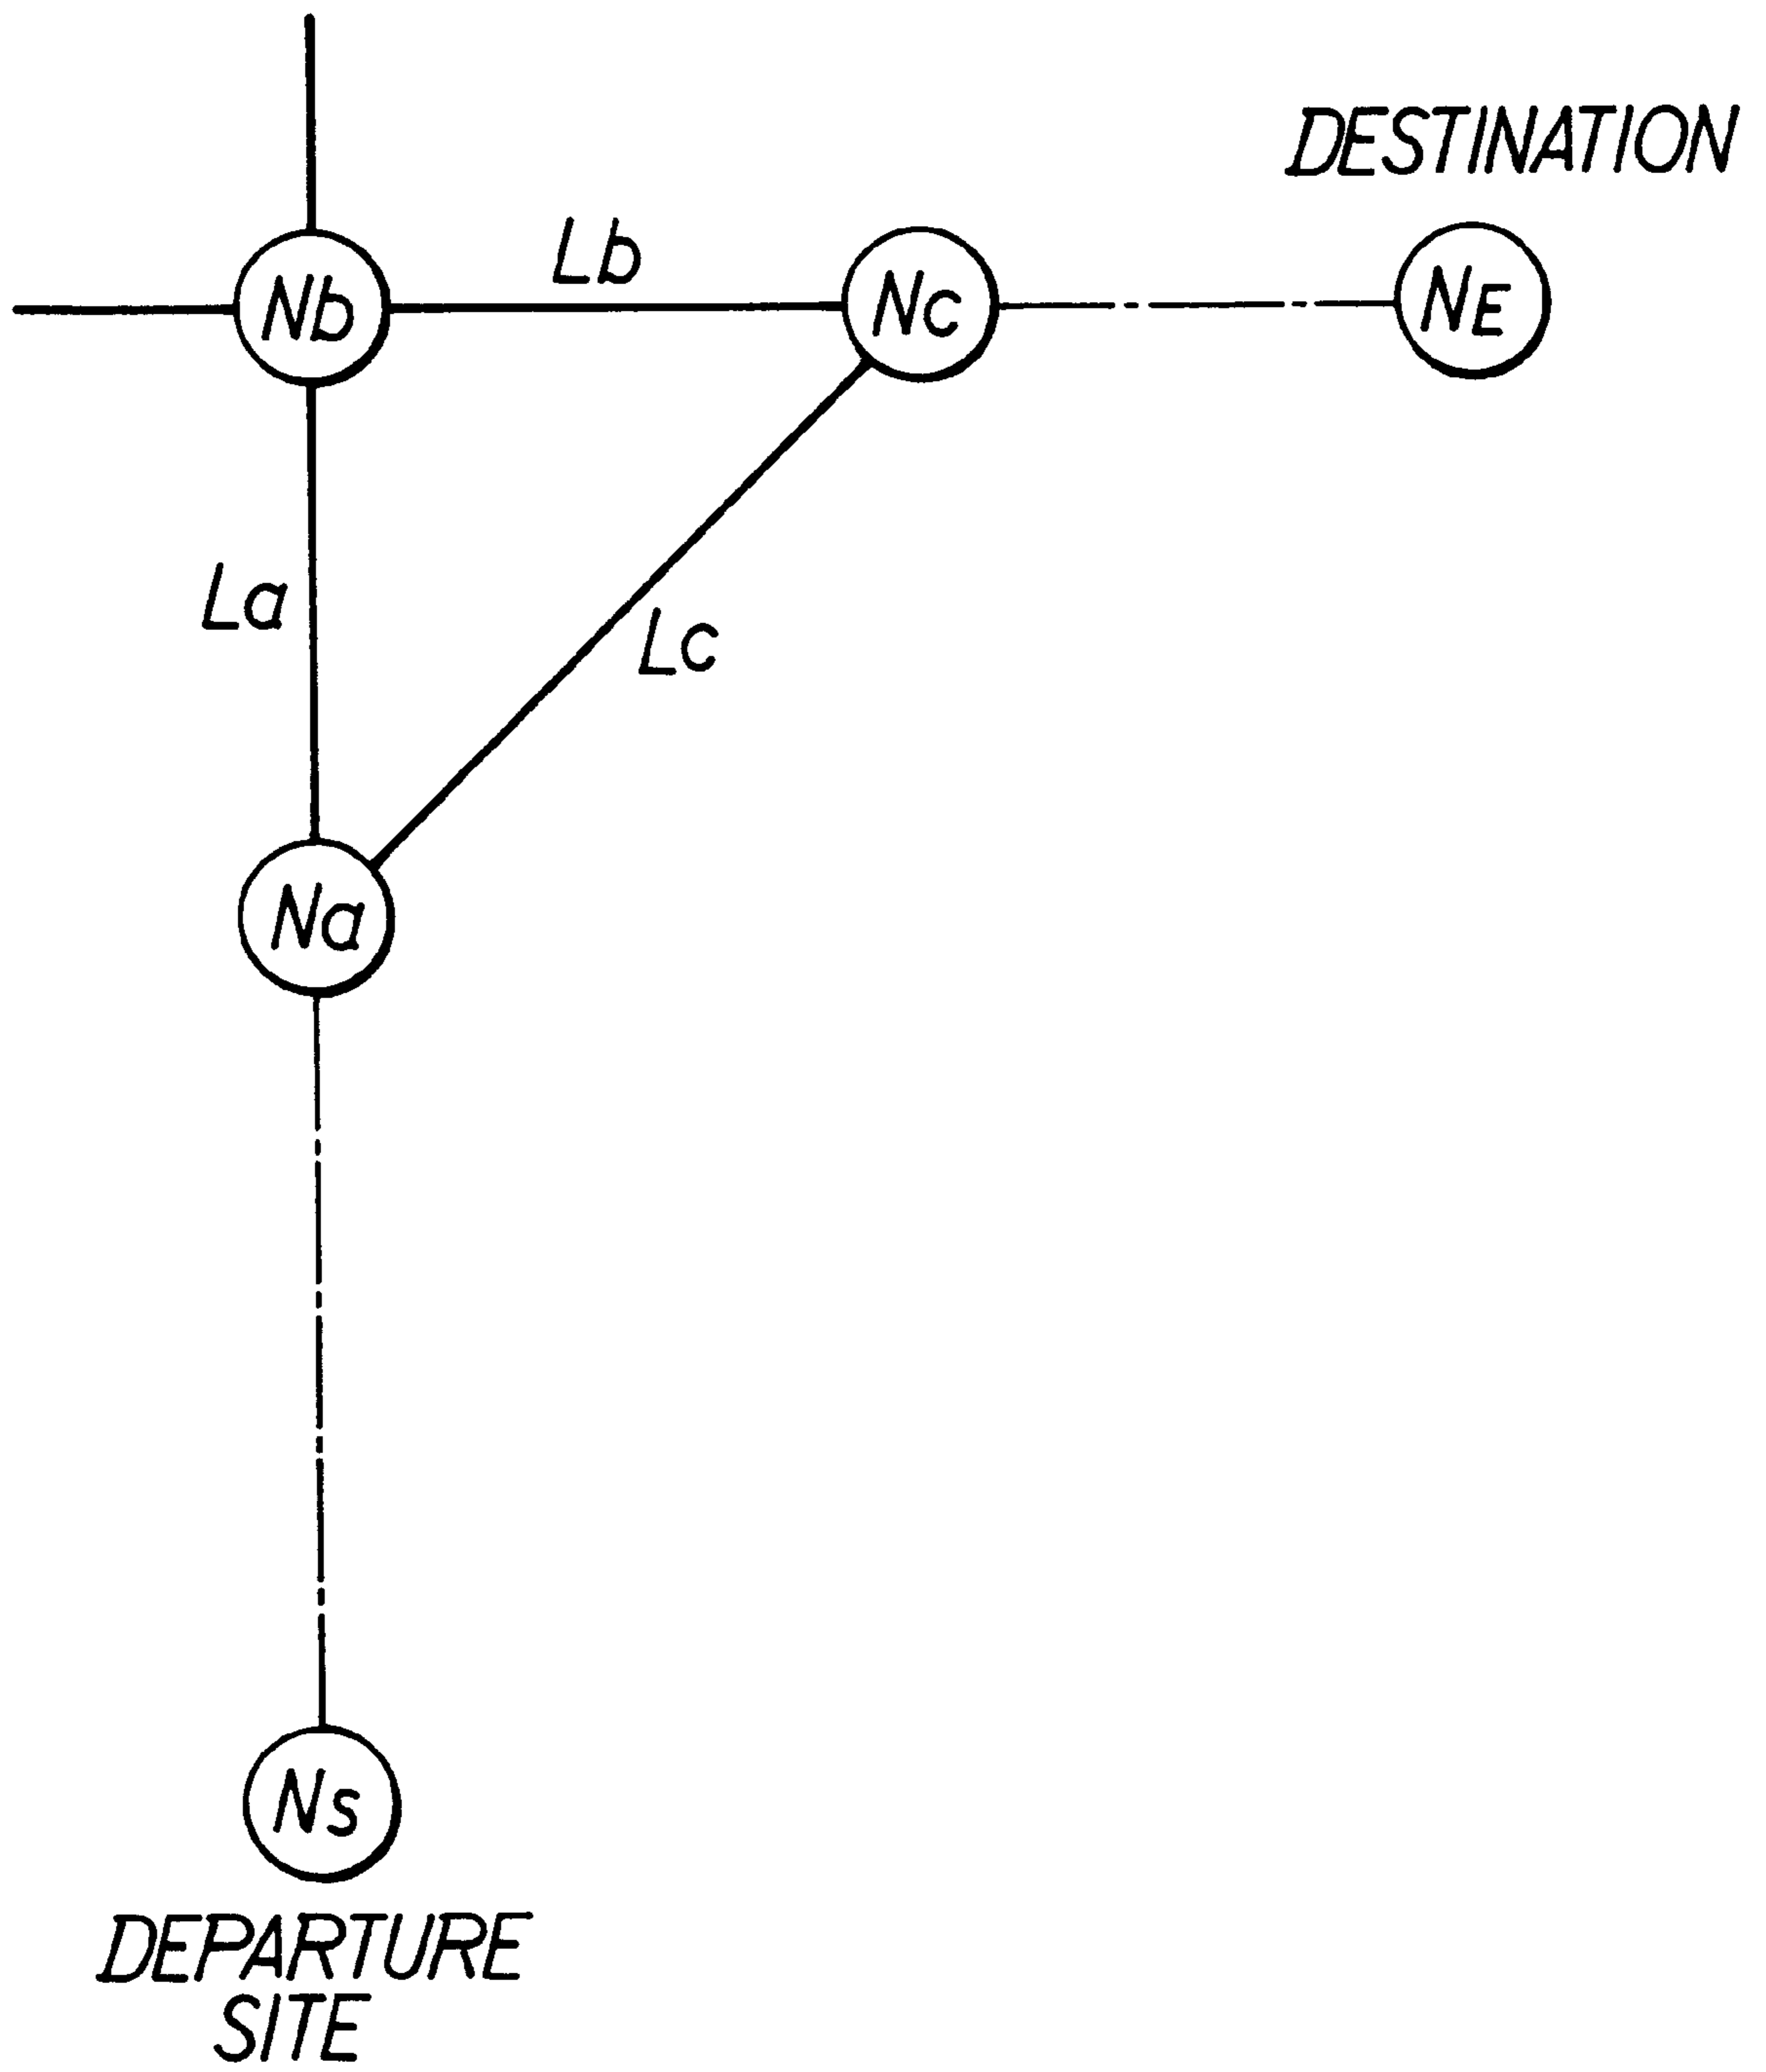 DESTINATION
Lb
Nb
Nc
NE
La
Lc
Na
Ns
DEPARTURE
SITE